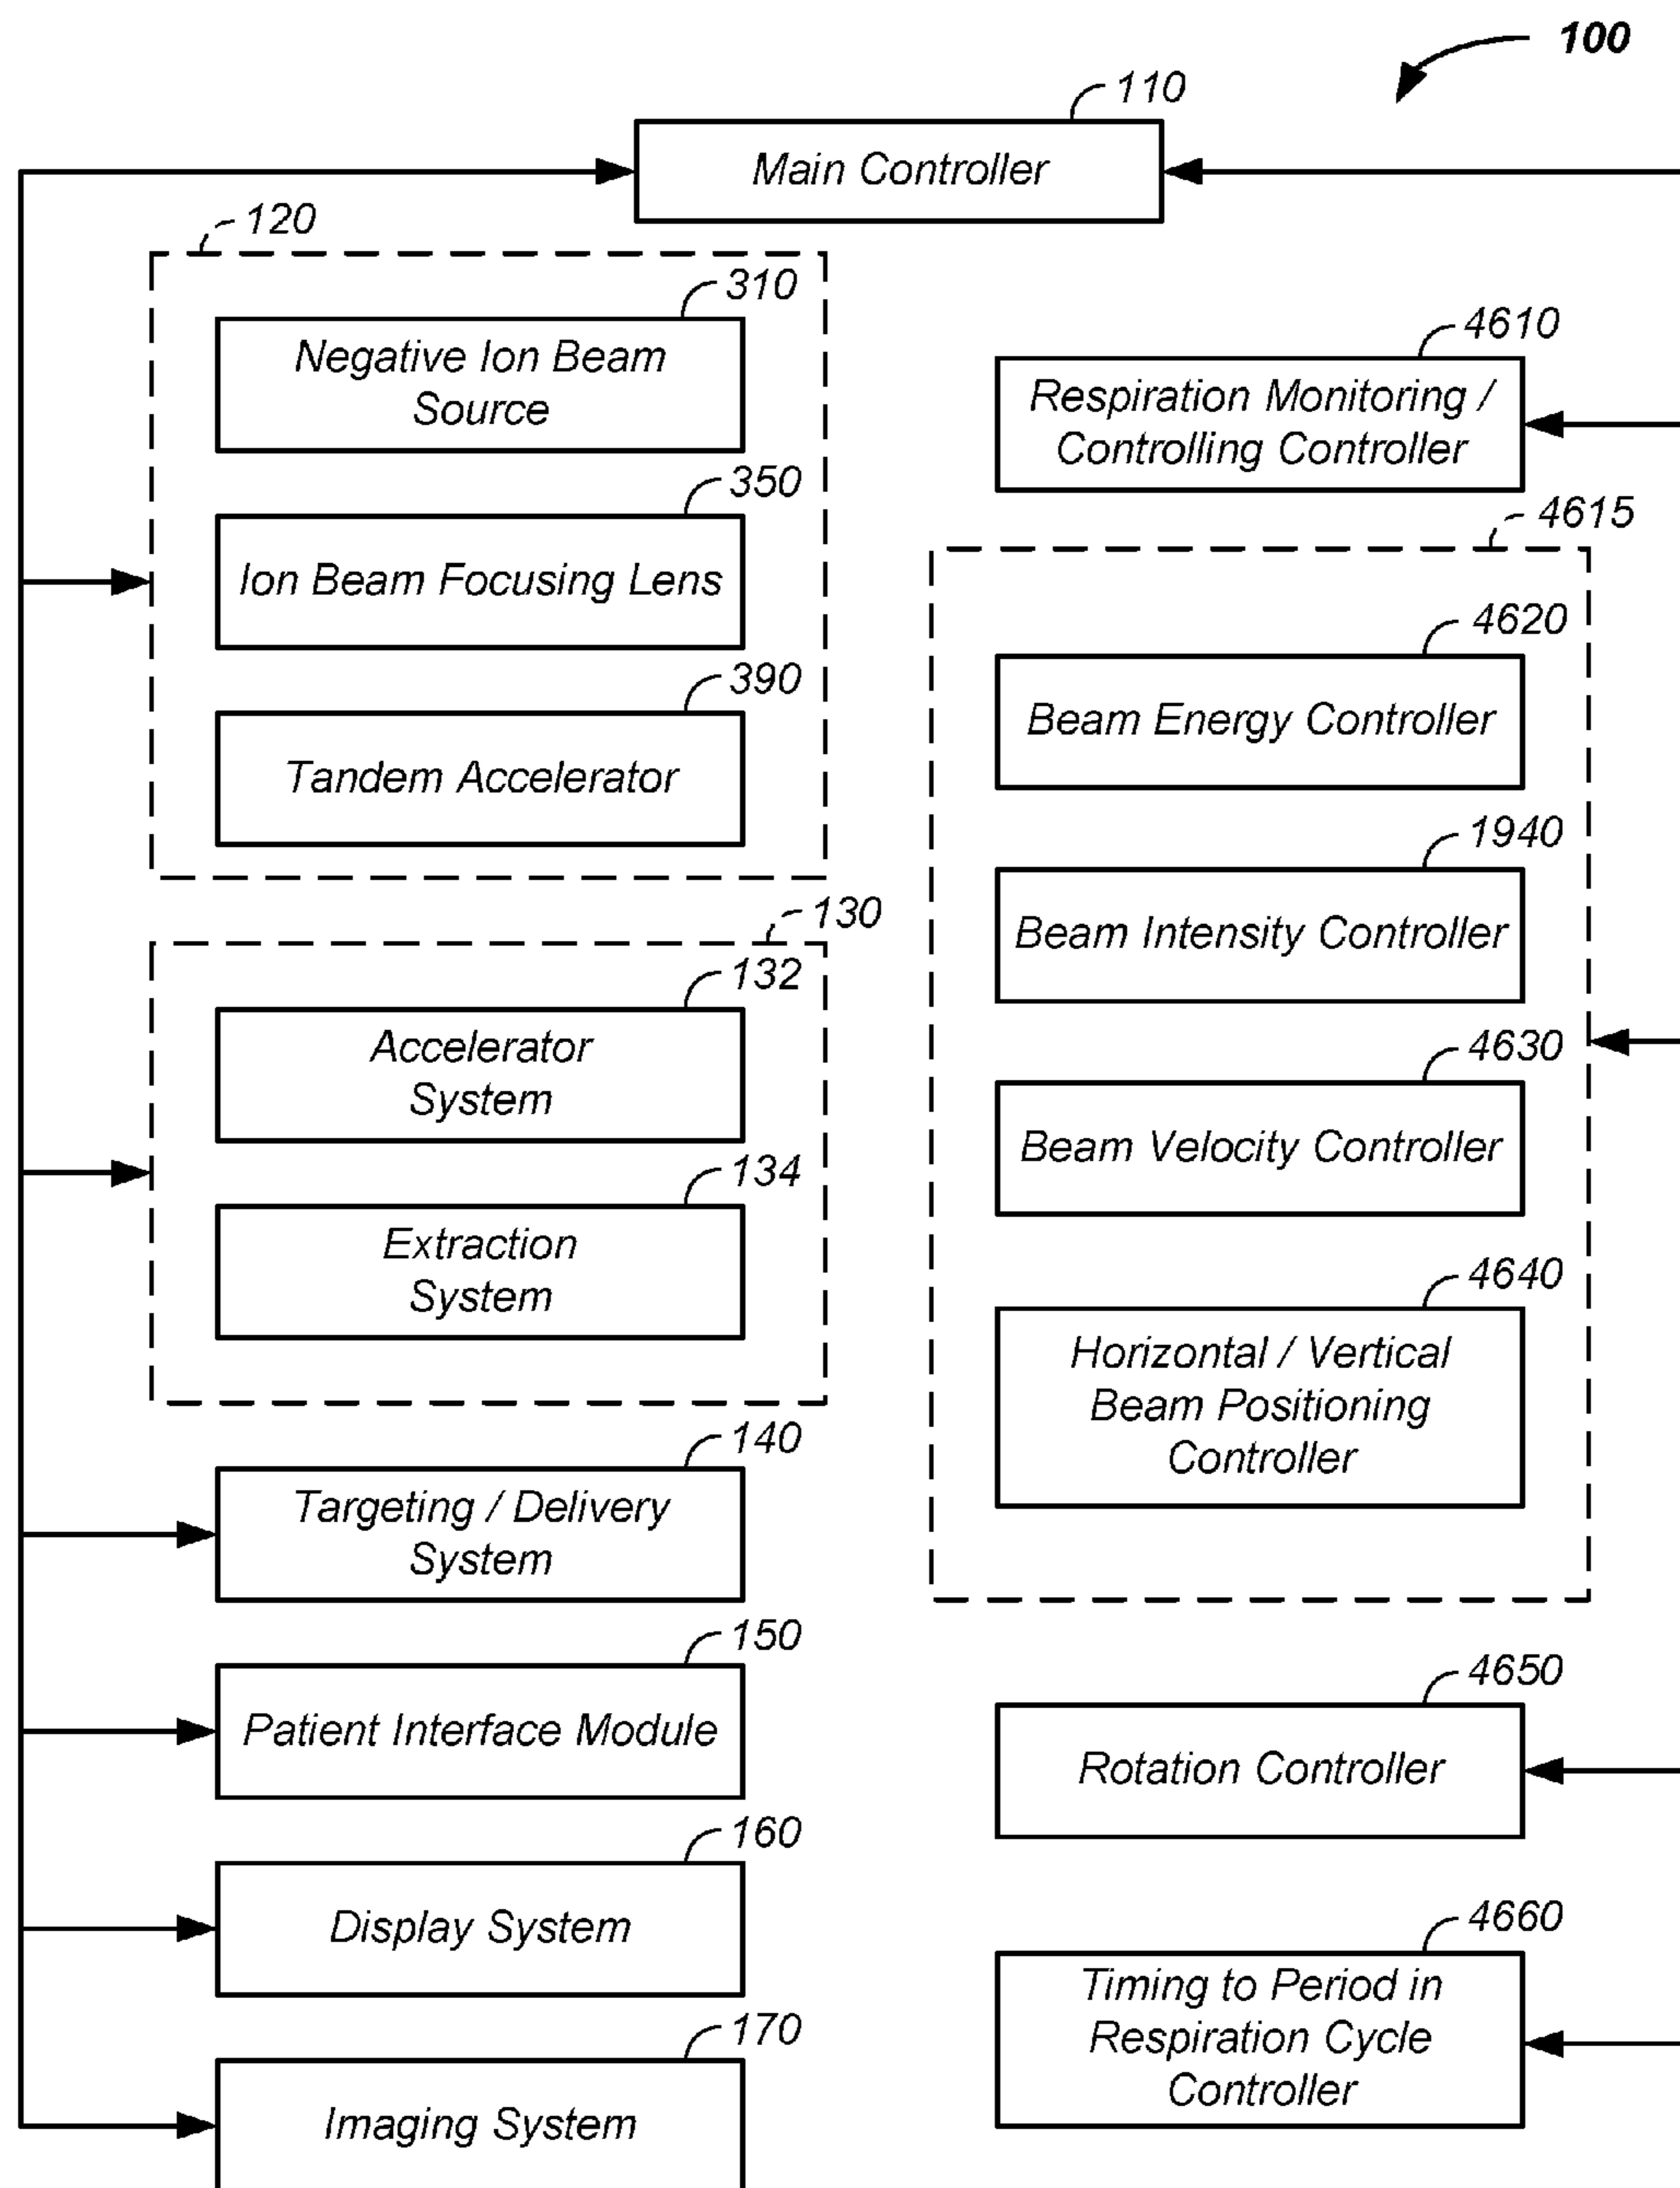 100
110
Main Controller
120
310
Negative Ion Beam
Source
350
Ion Beam Focusing Lens
390
Tandem Accelerator
130
132
Accelerator
System
134
Extraction
System
140
Targeting / Delivery
System
150
Patient Interface Module
160
Display System
170
Imaging System
4610
Respiration Monitoring /
Controlling Controller
4615
4620
Beam Energy Controller
1940
Beam Intensity Controller
4630
Beam Velocity Controller
4640
Horizontal / Vertical
Beam Positioning
Controller
4650
Rotation Controller
4660
Timing to Period in
Respiration Cycle
Controller